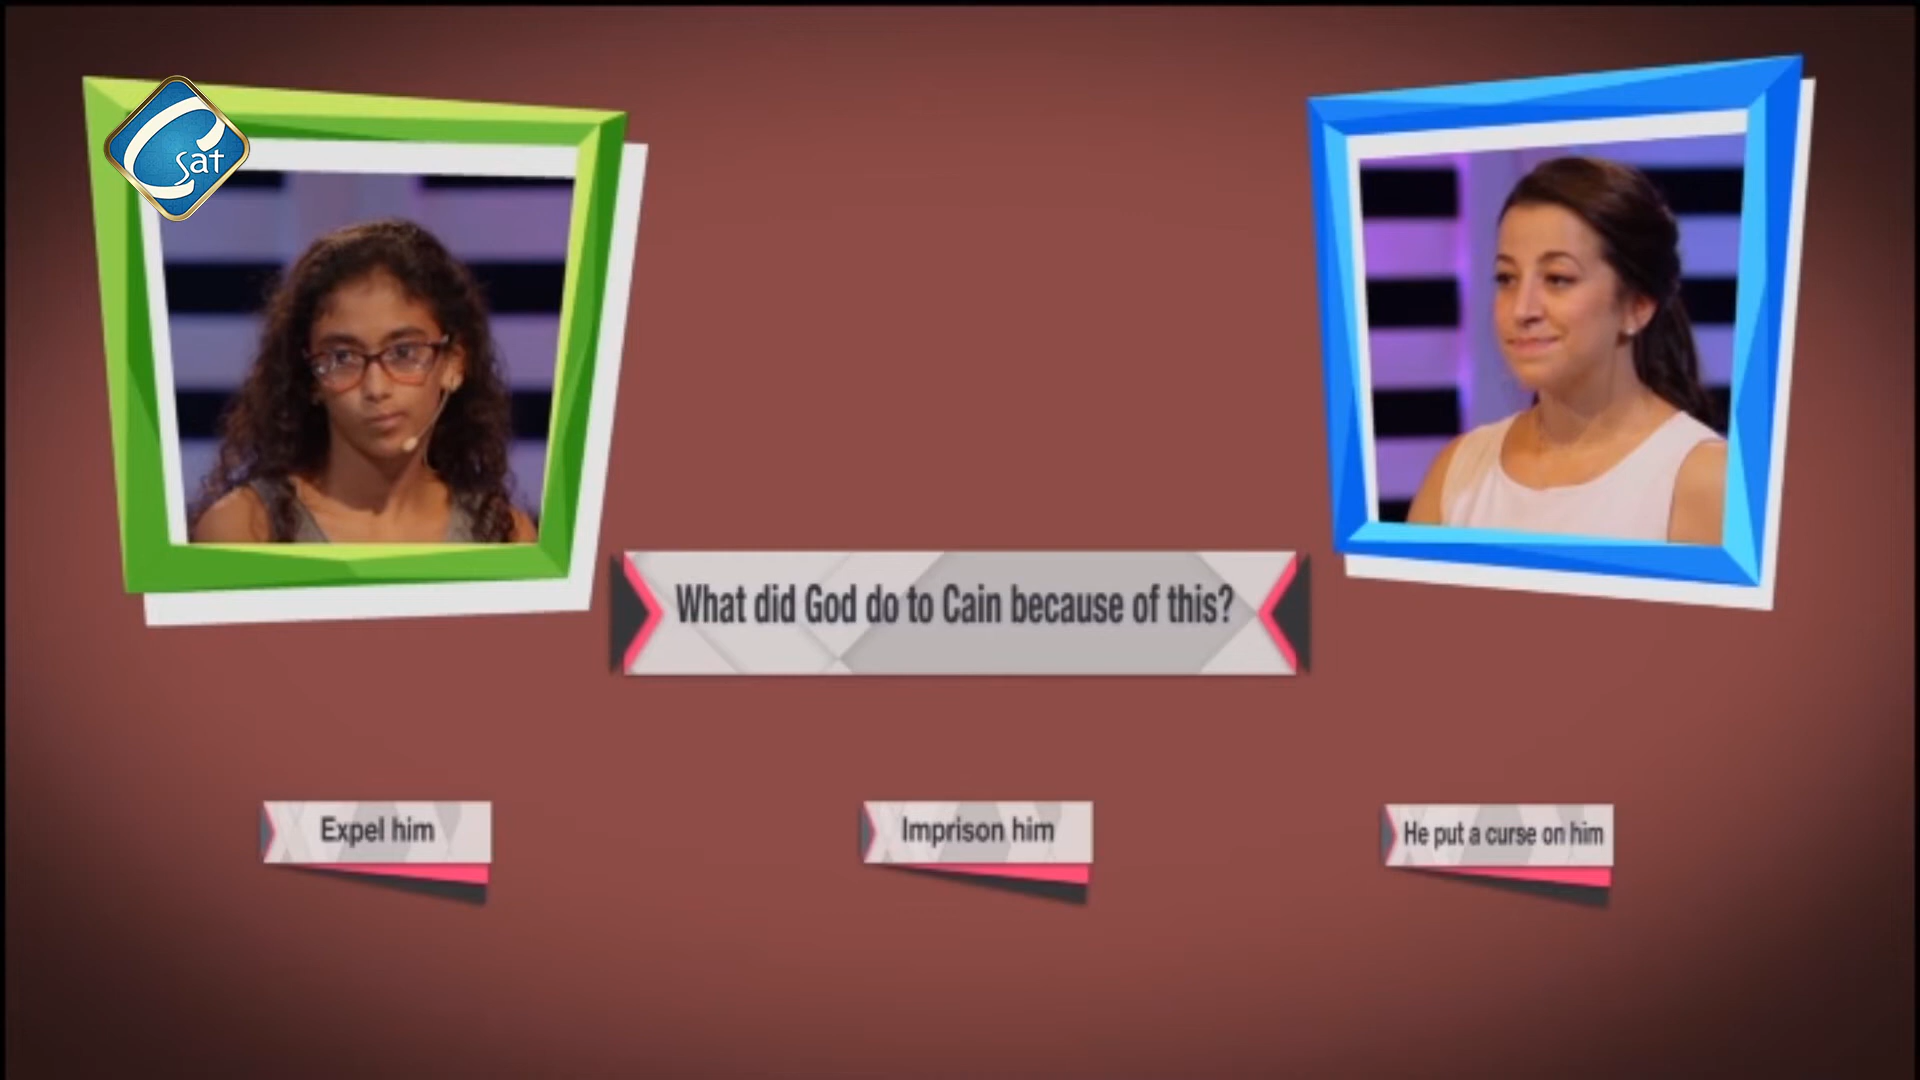 C sat
What did God do to Cain because of this?
Expel him
Imprison him
He put a curse on him